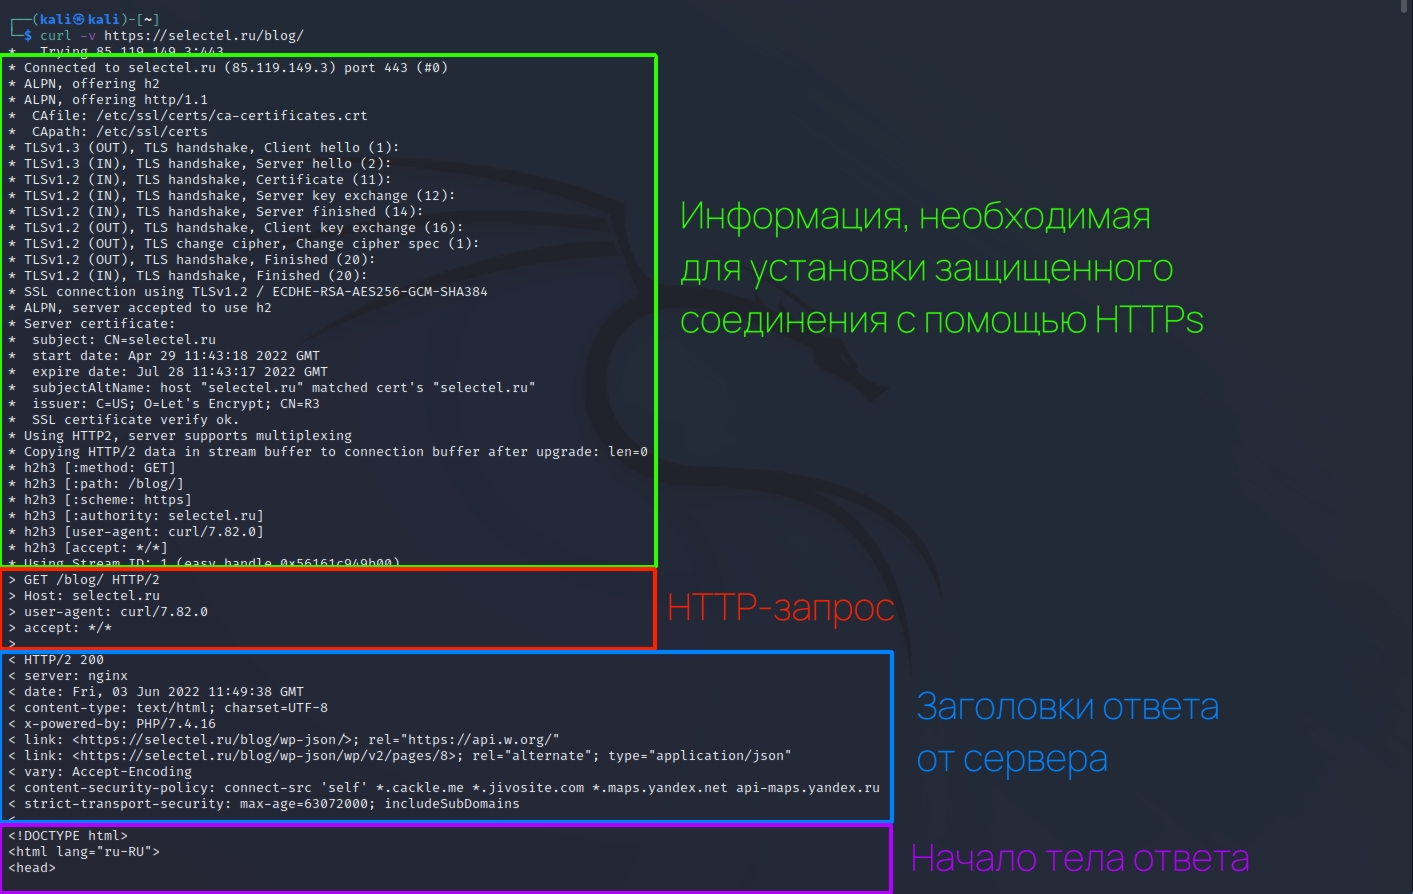 (kali㉿kali)-[~]
$ curl -v https://selectel.ru/blog/
* Trying 85.119.149.3:443...
* Connected to selectel.ru (85.119.149.3) port 443 (#0)
* ALPN, offering h2
* ALPN, offering http/1.1
* CAfile: /etc/ssl/certs/ca-certificates.crt
* CApath: /etc/ssl/certs
* TLSv1.3 (OUT), TLS handshake, Client hello (1):
* TLSv1.3 (IN), TLS handshake, Server hello (2):
* TLSv1.2 (IN), TLS handshake, Certificate (11):
* TLSv1.2 (IN), TLS handshake, Server key exchange (12):
* TLSv1.2 (IN), TLS handshake, Server finished (14):
* TLSv1.2 (OUT), TLS handshake, Client key exchange (16):
* TLSv1.2 (OUT), TLS change cipher, Change cipher spec (1):
* TLSv1.2 (OUT), TLS handshake, Finished (20):
* TLSv1.2 (IN), TLS handshake, Finished (20):
* SSL connection using TLSv1.2 / ECDHE-RSA-AES256-GCM-SHA384
* ALPN, server accepted to use h2
* Server certificate:
* subject: CN=selectel.ru
* start date: Apr 29 11:43:18 2022 GMT
* expire date: Jul 28 11:43:17 2022 GMT
* subjectAltName: host "selectel.ru" matched cert's "selectel.ru"
* issuer: C=US; O=Let's Encrypt; CN=R3
* SSL certificate verify ok.
* Using HTTP2, server supports multiplexing
* Copying HTTP/2 data in stream buffer to connection buffer after upgrade: len=0
* h2h3 [:method: GET]
* h2h3 [:path: /blog/]
* h2h3 [:scheme: https]
* h2h3 [:authority: selectel.ru]
* h2h3 [user-agent: curl/7.82.0]
* h2h3 [accept: */*]
* Using Stream ID: 1 (easy handle 0x56161c949b00)
Информация, необходимая
для установки защищенного
соединения с помощью HTTPs
> GET /blog/ HTTP/2
> Host: selectel.ru
> user-agent: curl/7.82.0
> accept: */*
>
HTTP-запрос
< HTTP/2 200
< server: nginx
< date: Fri, 03 Jun 2022 11:49:38 GMT
< content-type: text/html; charset=UTF-8
< x-powered-by: PHP/7.4.16
< link: <https://selectel.ru/blog/wp-json/>; rel="https://api.w.org/"
< link: <https://selectel.ru/blog/wp-json/wp/v2/pages/8>; rel="alternate"; type="application/json"
< vary: Accept-Encoding
< content-security-policy: connect-src 'self' *.cackle.me *.jivosite.com *.maps.yandex.net api-maps.yandex.ru
< strict-transport-security: max-age=63072000; includeSubDomains
<
Заголовки ответа
от сервера
<!DOCTYPE html>
<html lang="ru-RU">
<head>
Начало тела ответа